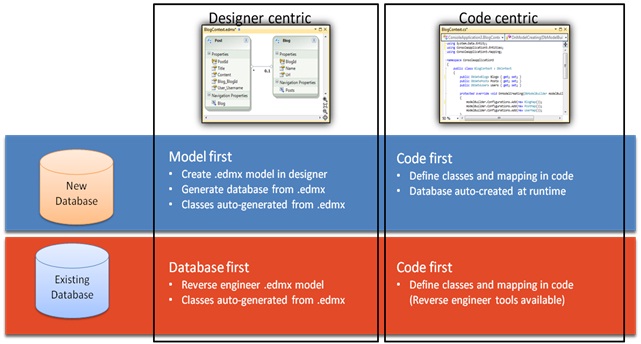 Designer centric
Code centric
BlogContext.edmx*
Post
Properties
PostId
Title
Content
Blog_BlogId
User_Username
Navigation Properties
Blog
Blog
Properties
BlogId
Name
Url
Navigation Properties
Posts
BlogContext.cs*
100 %
New
Database
Model first
• Create .edmx model in designer
• Generate database from .edmx
• Classes auto-generated from .edmx
Code first
• Define classes and mapping in code
• Database auto-created at runtime
Existing
Database
Database first
• Reverse engineer .edmx model
• Classes auto-generated from .edmx
Code first
• Define classes and mapping in code
(Reverse engineer tools available)